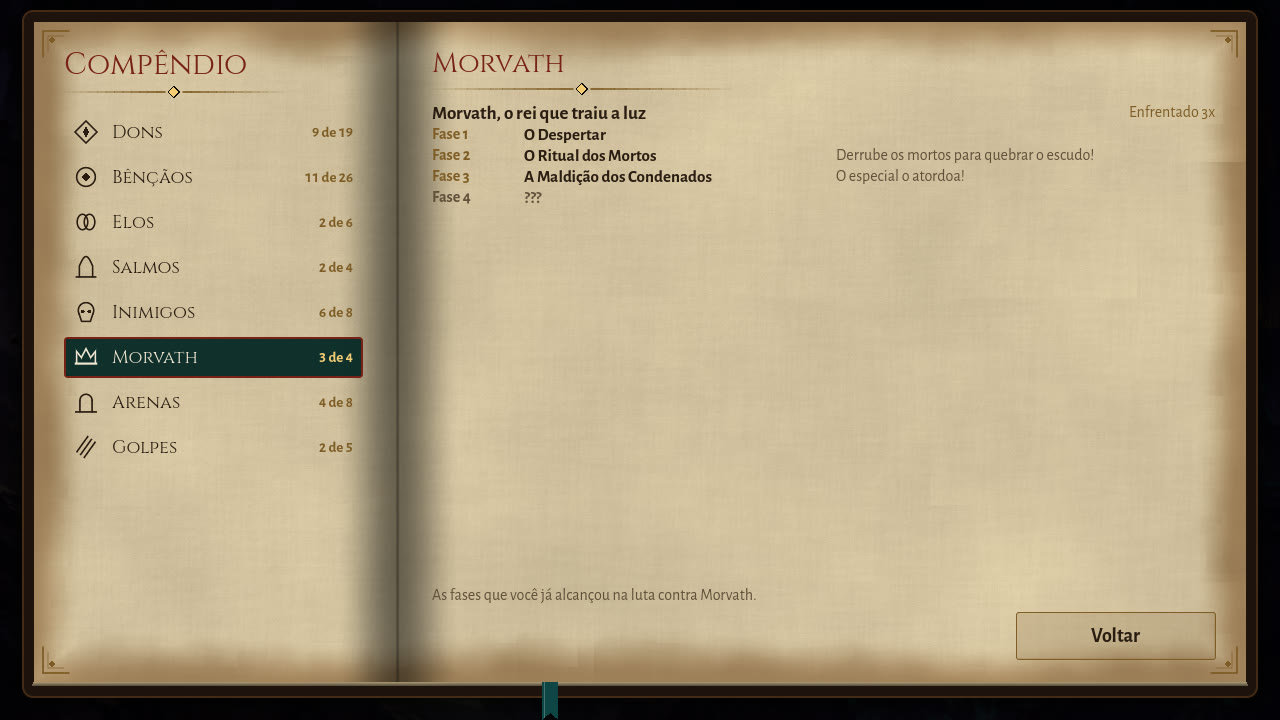 Compêndio
Dons 9 de 19
Bênçãos 11 de 26
Elos 2 de 6
Salmos 2 de 4
Inimigos 6 de 8
Morvath 3 de 4
Arenas 4 de 8
Golpes 2 de 5
Morvath
Morvath, o rei que traiu a luz Enfrentado 3x
Fase 1 O Despertar
Fase 2 O Ritual dos Mortos Derrube os mortos para quebrar o escudo!
Fase 3 A Maldição dos Condenados O especial o atordoa!
Fase 4 ???
As fases que você já alcançou na luta contra Morvath.
Voltar